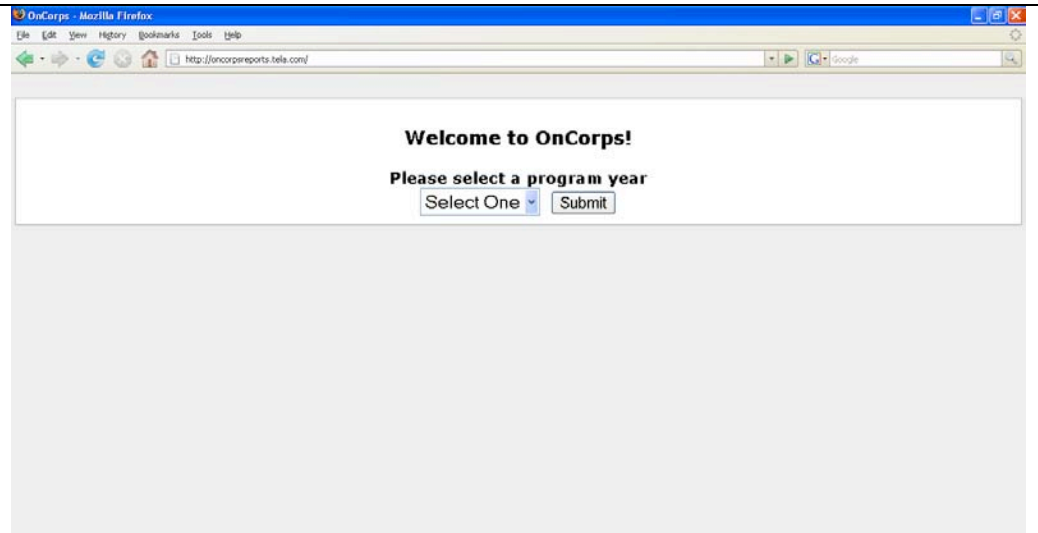 OnCorps - Mozilla Firefox
File Edit View History Bookmarks Tools Help
http://oncorpsreports.tela.com/ Google
Welcome to OnCorps!
Please select a program year
Select One Submit